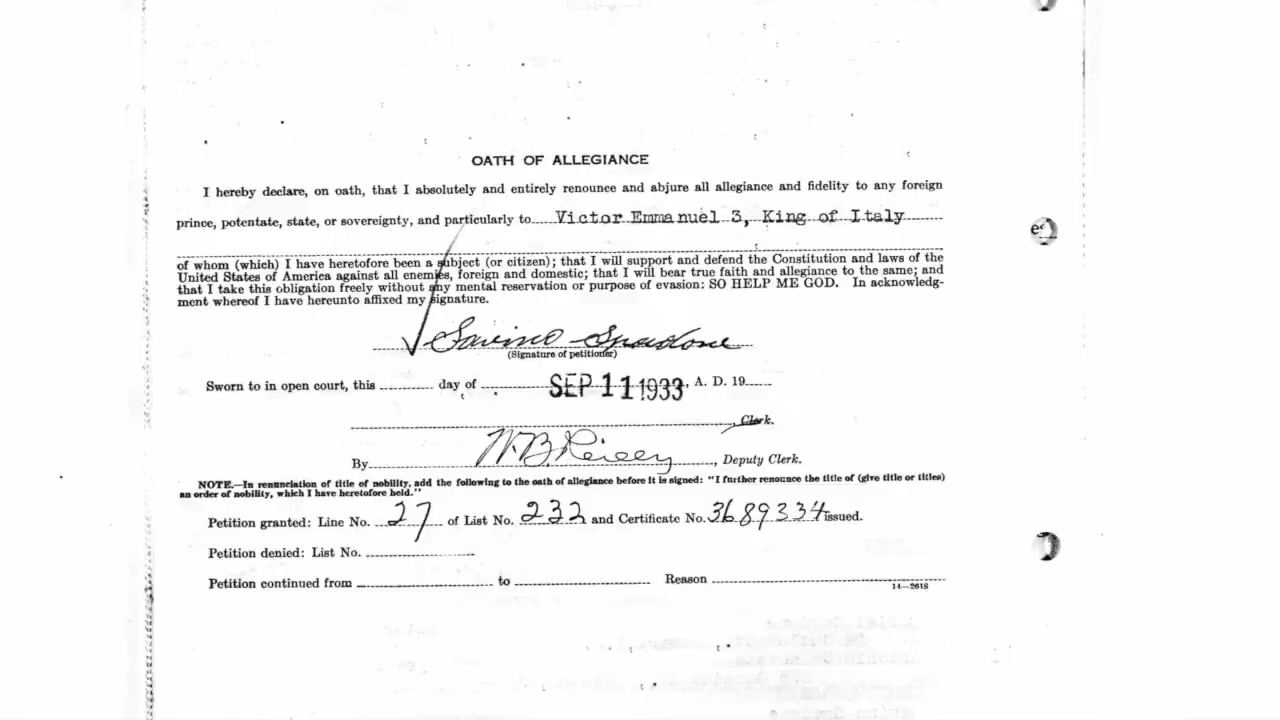 OATH OF ALLEGIANCE
I hereby declare, on oath, that I absolutely and entirely renounce and abjure all allegiance and fidelity to any foreign
prince, potentate, state, or sovereignty, and particularly to Victor Emmanuel 3, King of Italy
of whom (which) I have heretofore been a subject (or citizen); that I will support and defend the Constitution and laws of the
United States of America against all enemies, foreign and domestic; that I will bear true faith and allegiance to the same; and
that I take this obligation freely without any mental reservation or purpose of evasion: SO HELP ME GOD. In acknowledg-
ment whereof I have hereunto affixed my signature.
Savino Spadone
(Signature of petitioner)
Sworn to in open court, this day of SEP 11 1933, A. D. 19
Clerk.
By W.B. Reilly, Deputy Clerk.
NOTE.—In renunciation of title of nobility, add the following to the oath of allegiance before it is signed: "I further renounce the title of (give title or titles)
an order of nobility, which I have heretofore held."
Petition granted: Line No. 27 of List No. 232 and Certificate No. 3689334 issued.
Petition denied: List No.
Petition continued from to Reason
14—2618